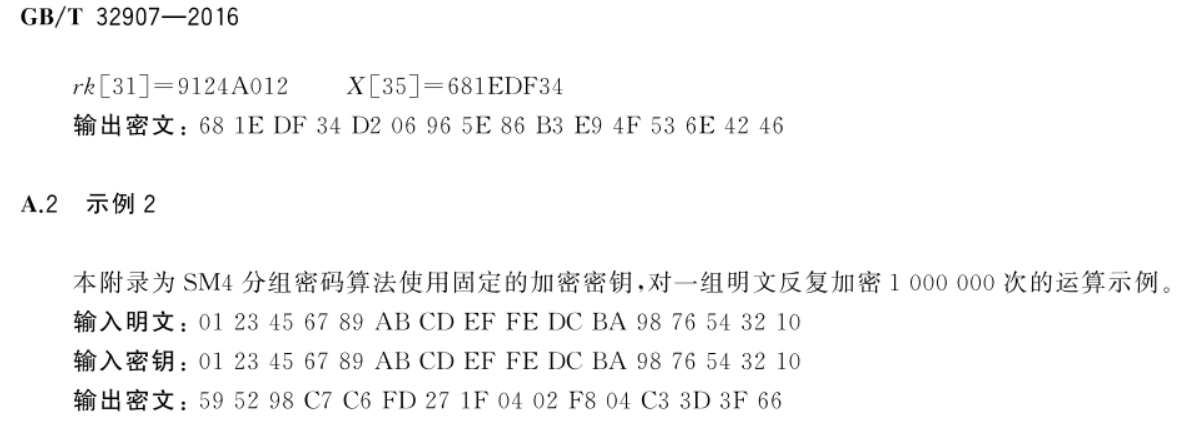 GB/T 32907—2016
rk[31]=9124A012 X[35]=681EDF34
输出密文：68 1E DF 34 D2 06 96 5E 86 B3 E9 4F 53 6E 42 46
A.2 示例 2
本附录为 SM4 分组密码算法使用固定的加密密钥，对一组明文反复加密 1 000 000 次的运算示例。
输入明文：01 23 45 67 89 AB CD EF FE DC BA 98 76 54 32 10
输入密钥：01 23 45 67 89 AB CD EF FE DC BA 98 76 54 32 10
输出密文：59 52 98 C7 C6 FD 27 1F 04 02 F8 04 C3 3D 3F 66